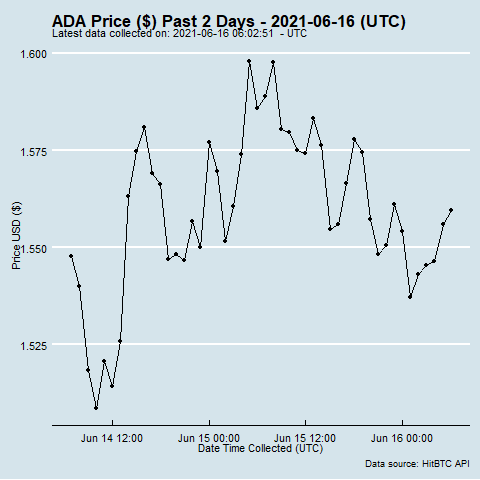 ADA Price ($) Past 2 Days - 2021-06-16 (UTC)
Latest data collected on: 2021-06-16 06:02:51  - UTC
1.600
1.575
1.550
1.525
Price USD ($)
Jun 14 12:00
Jun 15 00:00
Jun 15 12:00
Jun 16 00:00
Date Time Collected (UTC)
Data source: HitBTC API